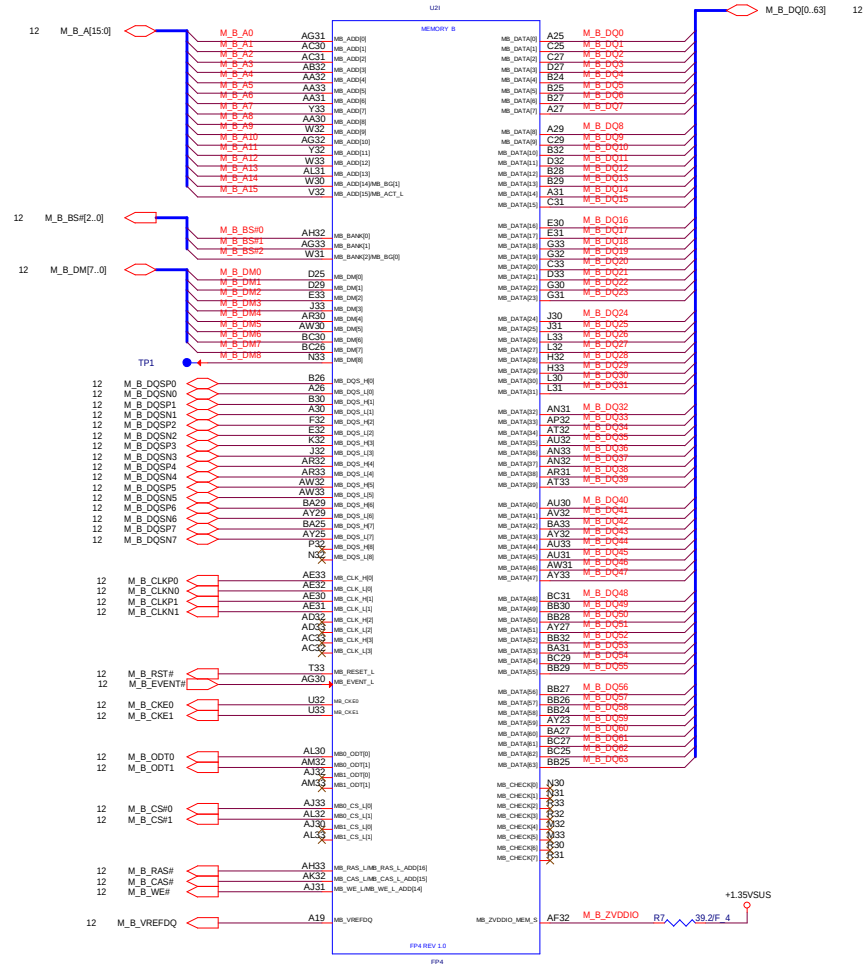 U2I
MEMORY B
12 M_B_A[15:0]
M_B_A0 AG31 MB_ADD[0]
M_B_A1 AC30 MB_ADD[1]
M_B_A2 AC31 MB_ADD[2]
M_B_A3 AB32 MB_ADD[3]
M_B_A4 AA32 MB_ADD[4]
M_B_A5 AA33 MB_ADD[5]
M_B_A6 AA31 MB_ADD[6]
M_B_A7 Y33 MB_ADD[7]
M_B_A8 AA30 MB_ADD[8]
M_B_A9 W32 MB_ADD[9]
M_B_A10 AG32 MB_ADD[10]
M_B_A11 Y32 MB_ADD[11]
M_B_A12 W33 MB_ADD[12]
M_B_A13 AL31 MB_ADD[13]
M_B_A14 W30 MB_ADD[14]/MB_BG[1]
M_B_A15 V32 MB_ADD[15]/MB_ACT_L
12 M_B_BS#[2..0]
M_B_BS#0 AH32 MB_BANK[0]
M_B_BS#1 AG33 MB_BANK[1]
M_B_BS#2 W31 MB_BANK[2]/MB_BG[0]
12 M_B_DM[7..0]
M_B_DM0 D25 MB_DM[0]
M_B_DM1 D29 MB_DM[1]
M_B_DM2 E33 MB_DM[2]
M_B_DM3 J33 MB_DM[3]
M_B_DM4 AR30 MB_DM[4]
M_B_DM5 AW30 MB_DM[5]
M_B_DM6 BC30 MB_DM[6]
M_B_DM7 BC26 MB_DM[7]
TP1 M_B_DM8 N33 MB_DM[8]
12 M_B_DQSP0 B26 MB_DQS_H[0]
12 M_B_DQSN0 A26 MB_DQS_L[0]
12 M_B_DQSP1 B30 MB_DQS_H[1]
12 M_B_DQSN1 A30 MB_DQS_L[1]
12 M_B_DQSP2 F32 MB_DQS_H[2]
12 M_B_DQSN2 E32 MB_DQS_L[2]
12 M_B_DQSP3 K32 MB_DQS_H[3]
12 M_B_DQSN3 J32 MB_DQS_L[3]
12 M_B_DQSP4 AR32 MB_DQS_H[4]
12 M_B_DQSN4 AR33 MB_DQS_L[4]
12 M_B_DQSP5 AW32 MB_DQS_H[5]
12 M_B_DQSN5 AW33 MB_DQS_L[5]
12 M_B_DQSP6 BA29 MB_DQS_H[6]
12 M_B_DQSN6 AY29 MB_DQS_L[6]
12 M_B_DQSP7 BA25 MB_DQS_H[7]
12 M_B_DQSN7 AY25 MB_DQS_L[7]
P32 MB_DQS_H[8]
N32 MB_DQS_L[8]
12 M_B_CLKP0 AE33 MB_CLK_H[0]
12 M_B_CLKN0 AE32 MB_CLK_L[0]
12 M_B_CLKP1 AE30 MB_CLK_H[1]
12 M_B_CLKN1 AE31 MB_CLK_L[1]
AD32 MB_CLK_H[2]
AD33 MB_CLK_L[2]
AC33 MB_CLK_H[3]
AC32 MB_CLK_L[3]
12 M_B_RST# T33 MB_RESET_L
12 M_B_EVENT# AG30 MB_EVENT_L
12 M_B_CKE0 U32 MB_CKE0
12 M_B_CKE1 U33 MB_CKE1
12 M_B_ODT0 AL30 MB0_ODT[0]
12 M_B_ODT1 AM32 MB0_ODT[1]
AJ32 MB1_ODT[0]
AM33 MB1_ODT[1]
12 M_B_CS#0 AJ33 MB0_CS_L[0]
12 M_B_CS#1 AL32 MB0_CS_L[1]
AJ30 MB1_CS_L[0]
AL33 MB1_CS_L[1]
12 M_B_RAS# AH33 MB_RAS_L/MB_RAS_L_ADD[16]
12 M_B_CAS# AK32 MB_CAS_L/MB_CAS_L_ADD[15]
12 M_B_WE# AJ31 MB_WE_L/MB_WE_L_ADD[14]
12 M_B_VREFDQ A19 MB_VREFDQ
M_B_DQ[0..63] 12
MB_DATA[0] A25 M_B_DQ0
MB_DATA[1] C25 M_B_DQ1
MB_DATA[2] C27 M_B_DQ2
MB_DATA[3] D27 M_B_DQ3
MB_DATA[4] B24 M_B_DQ4
MB_DATA[5] B25 M_B_DQ5
MB_DATA[6] B27 M_B_DQ6
MB_DATA[7] A27 M_B_DQ7
MB_DATA[8] A29 M_B_DQ8
MB_DATA[9] C29 M_B_DQ9
MB_DATA[10] B32 M_B_DQ10
MB_DATA[11] D32 M_B_DQ11
MB_DATA[12] B28 M_B_DQ12
MB_DATA[13] B29 M_B_DQ13
MB_DATA[14] A31 M_B_DQ14
MB_DATA[15] C31 M_B_DQ15
MB_DATA[16] E30 M_B_DQ16
MB_DATA[17] E31 M_B_DQ17
MB_DATA[18] G33 M_B_DQ18
MB_DATA[19] G32 M_B_DQ19
MB_DATA[20] C33 M_B_DQ20
MB_DATA[21] D33 M_B_DQ21
MB_DATA[22] G30 M_B_DQ22
MB_DATA[23] G31 M_B_DQ23
MB_DATA[24] J30 M_B_DQ24
MB_DATA[25] J31 M_B_DQ25
MB_DATA[26] L33 M_B_DQ26
MB_DATA[27] L32 M_B_DQ27
MB_DATA[28] H32 M_B_DQ28
MB_DATA[29] H33 M_B_DQ29
MB_DATA[30] L30 M_B_DQ30
MB_DATA[31] L31 M_B_DQ31
MB_DATA[32] AN31 M_B_DQ32
MB_DATA[33] AP32 M_B_DQ33
MB_DATA[34] AT32 M_B_DQ34
MB_DATA[35] AU32 M_B_DQ35
MB_DATA[36] AN33 M_B_DQ36
MB_DATA[37] AN32 M_B_DQ37
MB_DATA[38] AR31 M_B_DQ38
MB_DATA[39] AT33 M_B_DQ39
MB_DATA[40] AU30 M_B_DQ40
MB_DATA[41] AV32 M_B_DQ41
MB_DATA[42] BA33 M_B_DQ42
MB_DATA[43] AY32 M_B_DQ43
MB_DATA[44] AU33 M_B_DQ44
MB_DATA[45] AU31 M_B_DQ45
MB_DATA[46] AW31 M_B_DQ46
MB_DATA[47] AY33 M_B_DQ47
MB_DATA[48] BC31 M_B_DQ48
MB_DATA[49] BB30 M_B_DQ49
MB_DATA[50] BB28 M_B_DQ50
MB_DATA[51] AY27 M_B_DQ51
MB_DATA[52] BB32 M_B_DQ52
MB_DATA[53] BA31 M_B_DQ53
MB_DATA[54] BC29 M_B_DQ54
MB_DATA[55] BB29 M_B_DQ55
MB_DATA[56] BB27 M_B_DQ56
MB_DATA[57] BB26 M_B_DQ57
MB_DATA[58] BB24 M_B_DQ58
MB_DATA[59] AY23 M_B_DQ59
MB_DATA[60] BA27 M_B_DQ60
MB_DATA[61] BC27 M_B_DQ61
MB_DATA[62] BC25 M_B_DQ62
MB_DATA[63] BB25 M_B_DQ63
MB_CHECK[0] N30
MB_CHECK[1] N31
MB_CHECK[2] R33
MB_CHECK[3] R32
MB_CHECK[4] M32
MB_CHECK[5] M33
MB_CHECK[6] R30
MB_CHECK[7] R31
+1.35VSUS
MB_ZVDDIO_MEM_S AF32 M_B_ZVDDIO R7 39.2/F_4
FP4 REV 1.0
FP4